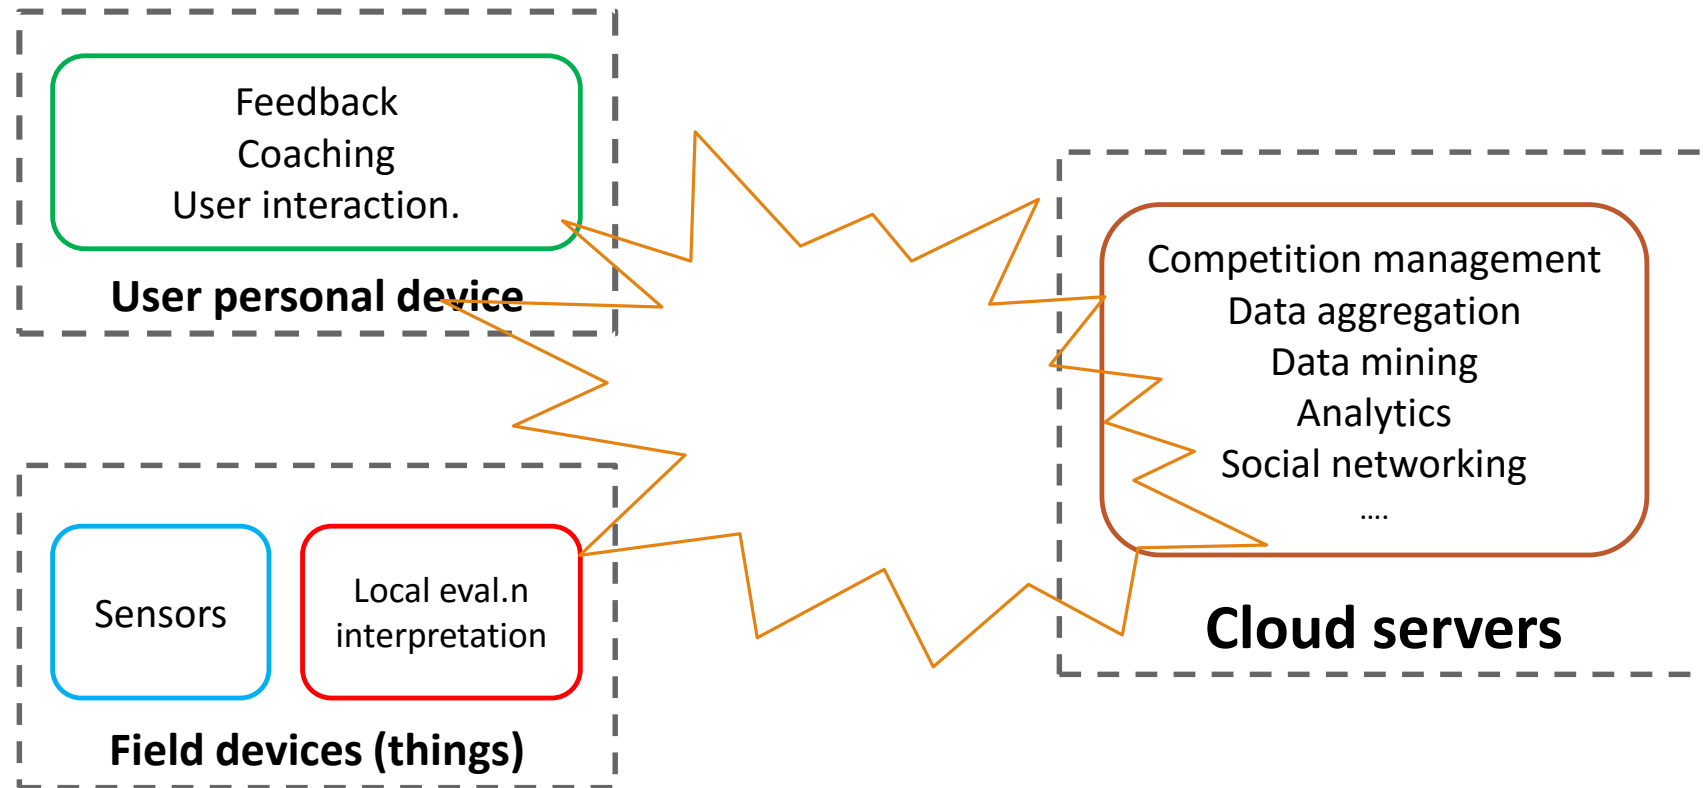 Feedback
Coaching
User interaction.
User personal device
Sensors
Local eval.n
interpretation
Field devices (things)
Competition management
Data aggregation
Data mining
Analytics
Social networking
....
Cloud servers